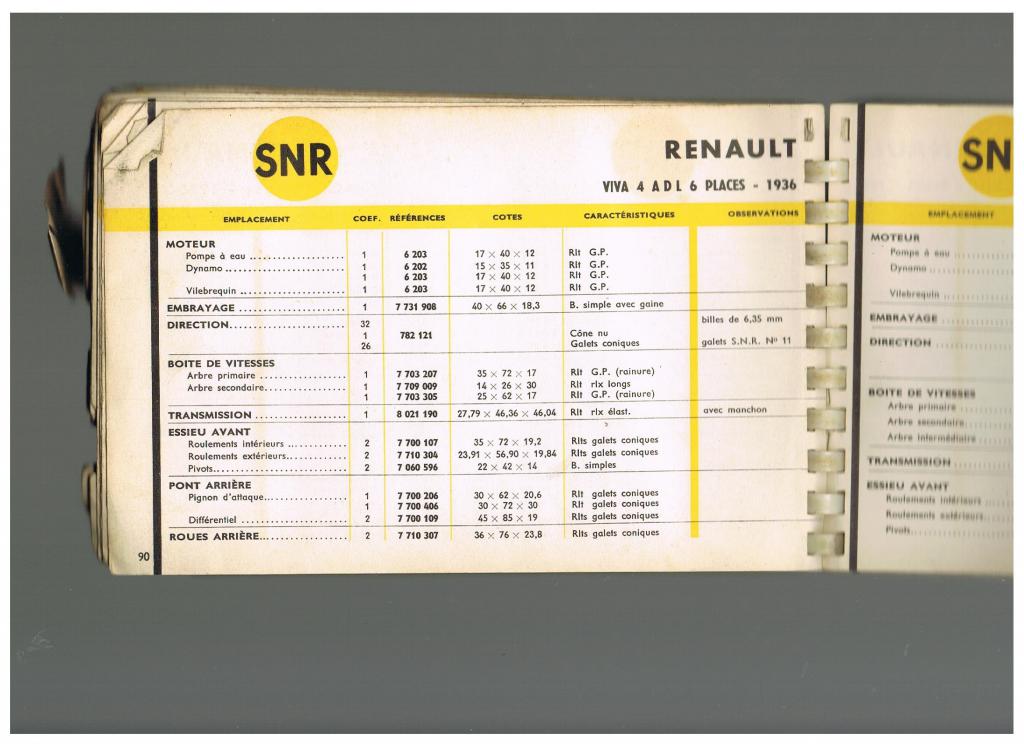 SNR
RENAULT
VIVA 4 A D L 6 PLACES - 1936
EMPLACEMENT COEF. RÉFÉRENCES COTES CARACTÉRISTIQUES OBSERVATIONS
MOTEUR
Pompe à eau .................... 1 6 203 17 × 40 × 12 Rlt G.P.
Dynamo ......................... 1 6 202 15 × 35 × 11 Rlt G.P.
1 6 203 17 × 40 × 12 Rlt G.P.
Vilebrequin .................... 1 6 203 17 × 40 × 12 Rlt G.P.
EMBRAYAGE ...................... 1 7 731 908 40 × 66 × 18,3 B. simple avec gaine
DIRECTION........................ 32 billes de 6,35 mm
1 782 121 Cône nu
26 Galets coniques galets S.N.R. Nº 11
BOITE DE VITESSES
Arbre primaire .................. 1 7 703 207 35 × 72 × 17 Rlt G.P. (rainure)
Arbre secondaire................. 1 7 709 009 14 × 26 × 30 Rlt rlx longs
1 7 703 305 25 × 62 × 17 Rlt G.P. (rainure)
TRANSMISSION .................... 1 8 021 190 27,79 × 46,36 × 46,04 Rlt rlx élast. avec manchon
ESSIEU AVANT
Roulements intérieurs ............ 2 7 700 107 35 × 72 × 19,2 Rlts galets coniques
Roulements extérieurs............. 2 7 710 304 23,91 × 56,90 × 19,84 Rlts galets coniques
Pivots........................... 2 7 060 596 22 × 42 × 14 B. simples
PONT ARRIÈRE
Pignon d'attaque................. 1 7 700 206 30 × 62 × 20,6 Rlt galets coniques
1 7 700 406 30 × 72 × 30 Rlt galets coniques
Différentiel .................... 2 7 700 109 45 × 85 × 19 Rlts galets coniques
ROUES ARRIÈRE.................... 2 7 710 307 36 × 76 × 23,8 Rlts galets coniques
90
SN
EMPLACEMENT
MOTEUR
Pompe à eau ....................
Dynamo ....................
Vilebrequin ....................
EMBRAYAGE ....................
DIRECTION ....................
BOITE DE VITESSES
Arbre primaire ....................
Arbre secondaire....................
Arbre intermédiaire ....................
TRANSMISSION ....................
ESSIEU AVANT
Roulements intérieurs ....
Roulements extérieurs....
Pivots....................